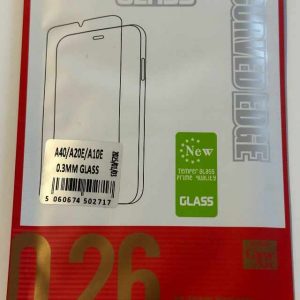 GLASS
CURVED EDGE
A40/A20E/A10E
0.3MM GLASS
5 060674 502717
New
Temper GLASS
Prime QUALITY
GLASS
0.26